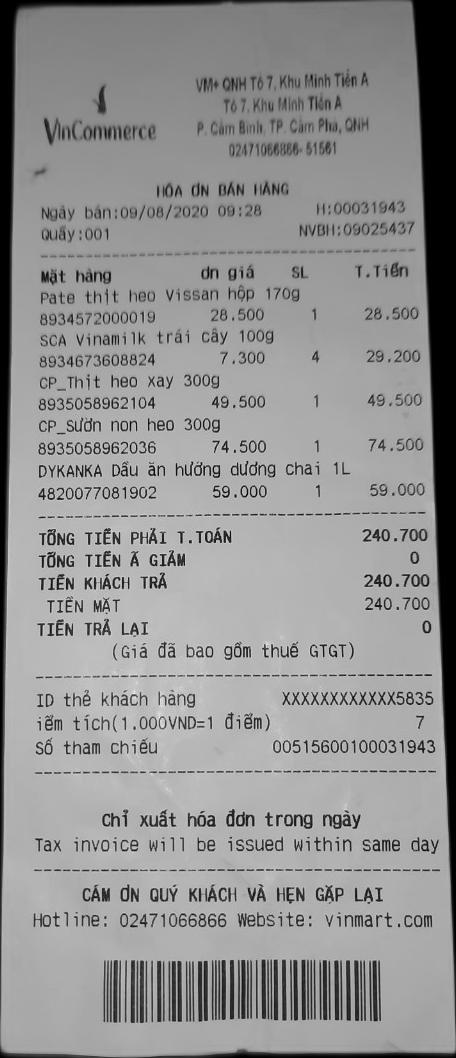 VinCommerce
VM+ QNH Tổ 7, Khu Minh Tiến A
Tổ 7, Khu Minh Tiến A
P. Cẩm Bình, TP. Cẩm Phả, QNH
02471066866-51561
HÓA ƠN BÁN HÀNG
Ngày bán:09/08/2020 09:28 H:00031943
Quầy:001 NVBH:09025437
Mặt hàng ơn giá SL T.Tiền
Pate thịt heo Vissan hộp 170g
8934572000019 28.500 1 28.500
SCA Vinamilk trái cây 100g
8934673608824 7.300 4 29.200
CP_Thịt heo xay 300g
8935058962104 49.500 1 49.500
CP_Sườn non heo 300g
8935058962036 74.500 1 74.500
DYKANKA Dầu ăn hướng dương chai 1L
4820077081902 59.000 1 59.000
TỔNG TIỀN PHẢI T.TOÁN 240.700
TỔNG TIỀN Ã GIẢM 0
TIỀN KHÁCH TRẢ 240.700
TIỀN MẶT 240.700
TIỀN TRẢ LẠI 0
(Giá đã bao gồm thuế GTGT)
ID thẻ khách hàng XXXXXXXXXXXX5835
iểm tích(1.000VND=1 điểm) 7
Số tham chiếu 00515600100031943
Chỉ xuất hóa đơn trong ngày
Tax invoice will be issued within same day
CÁM ƠN QUÝ KHÁCH VÀ HẸN GẶP LẠI
Hotline: 02471066866 Website: vinmart.com